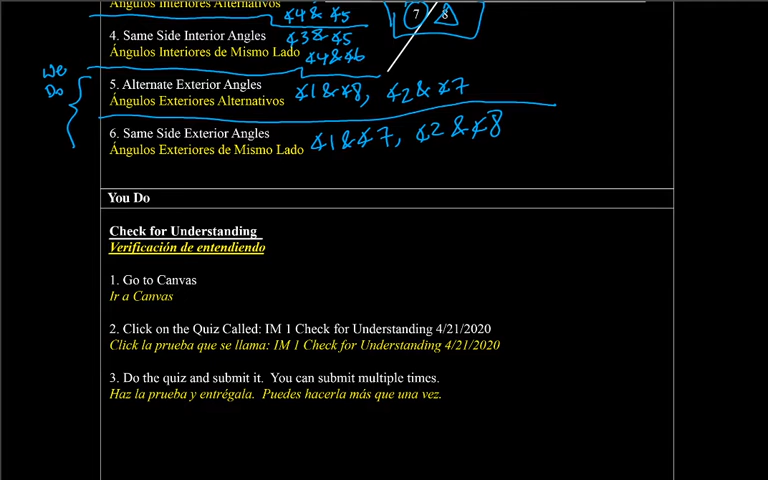 Ángulos Interiores Alternativos
∡4 & ∡5
7 8
4. Same Side Interior Angles ∡3 & ∡5
Ángulos Interiores de Mismo Lado ∡4 & ∡6
We
Do
5. Alternate Exterior Angles ∡1 & ∡8, ∡2 & ∡7
Ángulos Exteriores Alternativos
6. Same Side Exterior Angles ∡1 & ∡7, ∡2 & ∡8
Ángulos Exteriores de Mismo Lado
You Do
Check for Understanding
Verificación de entendiendo
1. Go to Canvas
Ir a Canvas
2. Click on the Quiz Called: IM 1 Check for Understanding 4/21/2020
Click la prueba que se llama: IM 1 Check for Understanding 4/21/2020
3. Do the quiz and submit it. You can submit multiple times.
Haz la prueba y entrégala. Puedes hacerla más que una vez.